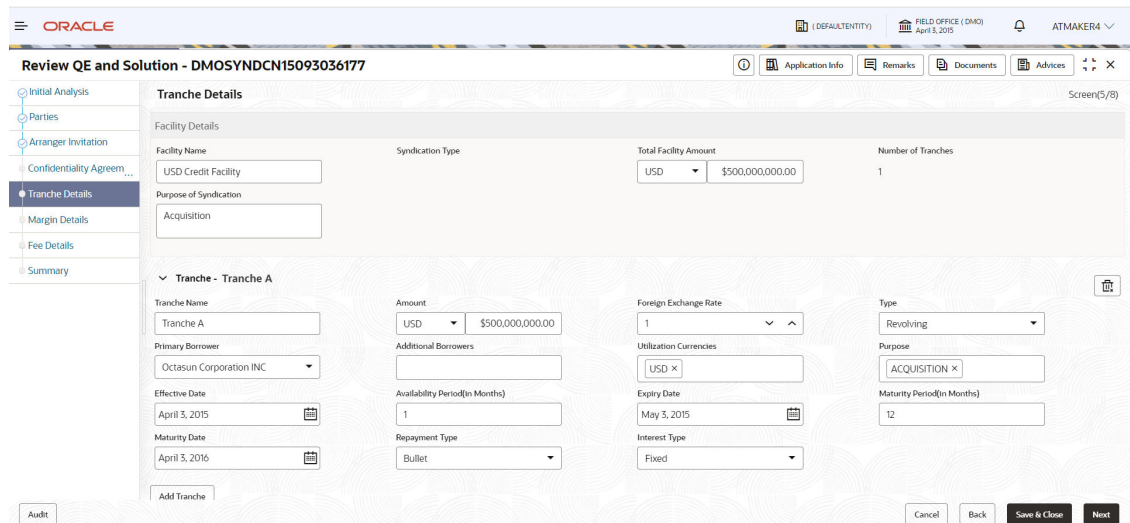 ORACLE
( DEFAULTENTITY)
FIELD OFFICE ( DMO)
April 3, 2015
ATMAKER4
Review QE and Solution - DMOSYNDCN15093036177
Application Info
Remarks
Documents
Advices
Initial Analysis
Parties
Arranger Invitation
Confidentiality Agreem...
Tranche Details
Margin Details
Fee Details
Summary
Tranche Details
Screen(5/8)
Facility Details
Facility Name
Syndication Type
Total Facility Amount
Number of Tranches
USD Credit Facility
USD
$500,000,000.00
1
Purpose of Syndication
Acquisition
Tranche - Tranche A
Tranche Name
Amount
Foreign Exchange Rate
Type
Tranche A
USD
$500,000,000.00
1
Revolving
Primary Borrower
Additional Borrowers
Utilization Currencies
Purpose
Octasun Corporation INC
USD ×
ACQUISITION ×
Effective Date
Availability Period(in Months)
Expiry Date
Maturity Period(in Months)
April 3, 2015
1
May 3, 2015
12
Maturity Date
Repayment Type
Interest Type
April 3, 2016
Bullet
Fixed
Add Tranche
Audit
Cancel
Back
Save & Close
Next